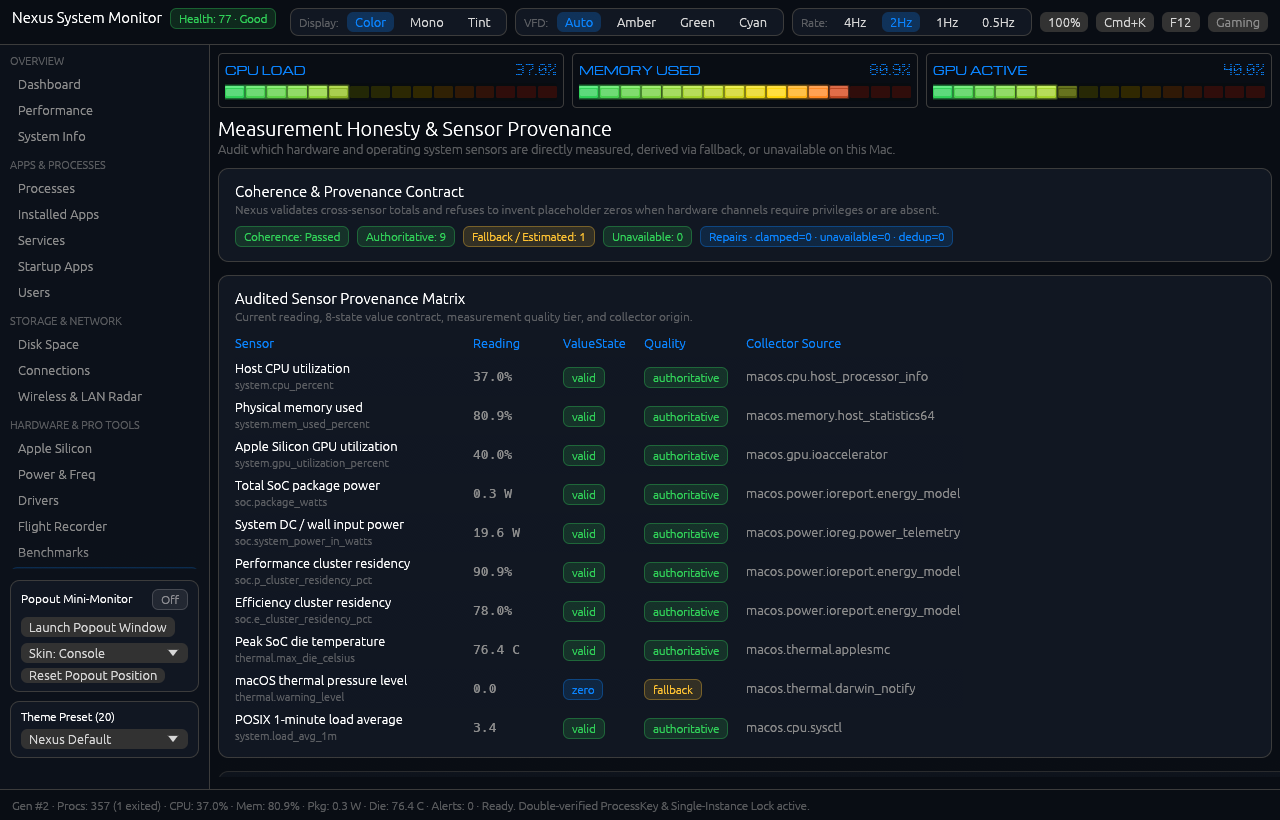 Nexus System Monitor Health: 77 · Good Display: Color Mono Tint VFD: Auto Amber Green Cyan Rate: 4Hz 2Hz 1Hz 0.5Hz 100% Cmd+K F12 Gaming
OVERVIEW
Dashboard
Performance
System Info
APPS & PROCESSES
Processes
Installed Apps
Services
Startup Apps
Users
STORAGE & NETWORK
Disk Space
Connections
Wireless & LAN Radar
HARDWARE & PRO TOOLS
Apple Silicon
Power & Freq
Drivers
Flight Recorder
Benchmarks
Popout Mini-Monitor Off
Launch Popout Window
Skin: Console
Reset Popout Position
Theme Preset (20)
Nexus Default
CPU LOAD 37.0%
MEMORY USED 80.9%
GPU ACTIVE 40.0%
Measurement Honesty & Sensor Provenance
Audit which hardware and operating system sensors are directly measured, derived via fallback, or unavailable on this Mac.
Coherence & Provenance Contract
Nexus validates cross-sensor totals and refuses to invent placeholder zeros when hardware channels require privileges or are absent.
Coherence: Passed Authoritative: 9 Fallback / Estimated: 1 Unavailable: 0 Repairs · clamped=0 · unavailable=0 · dedup=0
Audited Sensor Provenance Matrix
Current reading, 8-state value contract, measurement quality tier, and collector origin.
Sensor Reading ValueState Quality Collector Source
Host CPU utilization
system.cpu_percent
37.0% valid authoritative macos.cpu.host_processor_info
Physical memory used
system.mem_used_percent
80.9% valid authoritative macos.memory.host_statistics64
Apple Silicon GPU utilization
system.gpu_utilization_percent
40.0% valid authoritative macos.gpu.ioaccelerator
Total SoC package power
soc.package_watts
0.3 W valid authoritative macos.power.ioreport.energy_model
System DC / wall input power
soc.system_power_in_watts
19.6 W valid authoritative macos.power.ioreg.power_telemetry
Performance cluster residency
soc.p_cluster_residency_pct
90.9% valid authoritative macos.power.ioreport.energy_model
Efficiency cluster residency
soc.e_cluster_residency_pct
78.0% valid authoritative macos.power.ioreport.energy_model
Peak SoC die temperature
thermal.max_die_celsius
76.4 C valid authoritative macos.thermal.applesmc
macOS thermal pressure level
thermal.warning_level
0.0 zero fallback macos.thermal.darwin_notify
POSIX 1-minute load average
system.load_avg_1m
3.4 valid authoritative macos.cpu.sysctl
Gen #2 · Procs: 357 (1 exited) · CPU: 37.0% · Mem: 80.9% · Pkg: 0.3 W · Die: 76.4 C · Alerts: 0 · Ready. Double-verified ProcessKey & Single-Instance Lock active.